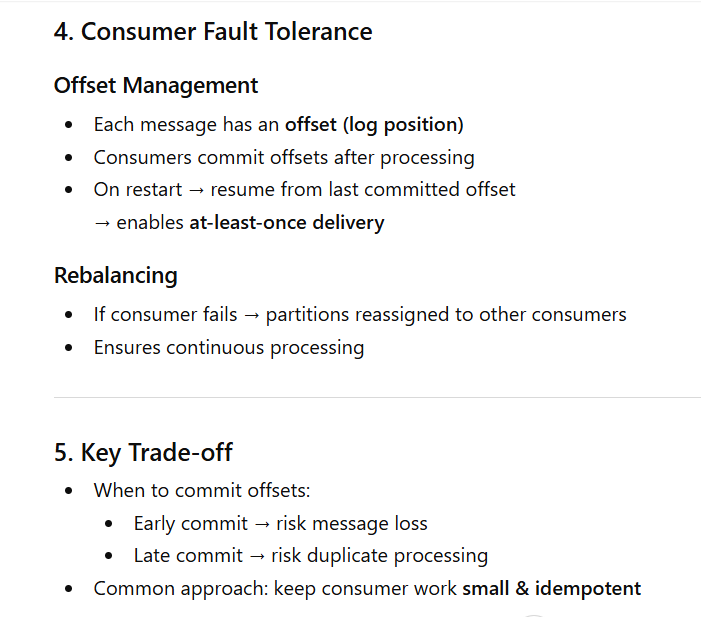 4. Consumer Fault Tolerance
Offset Management
• Each message has an offset (log position)
• Consumers commit offsets after processing
• On restart → resume from last committed offset
→ enables at-least-once delivery
Rebalancing
• If consumer fails → partitions reassigned to other consumers
• Ensures continuous processing
5. Key Trade-off
• When to commit offsets:
• Early commit → risk message loss
• Late commit → risk duplicate processing
• Common approach: keep consumer work small & idempotent